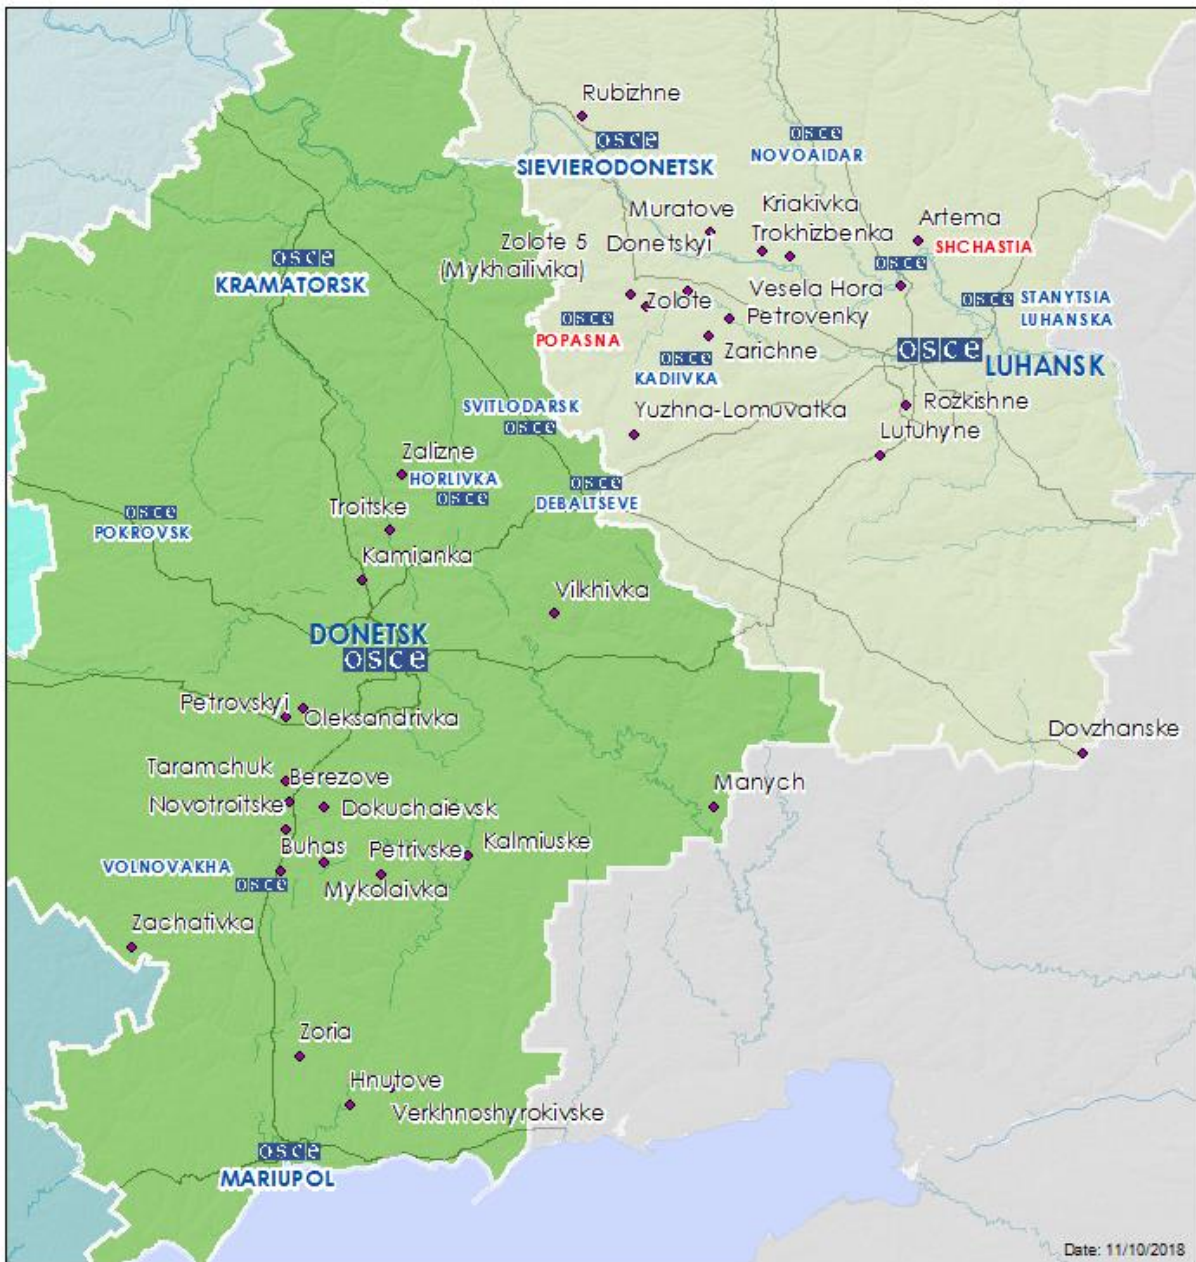 Rubizhne
osce
SIEVIERODONETSK
osce
NOVOAIDAR
Muratove
Kriakivka
Artema
SHCHASTIA
osce
Zolote 5
(Mykhailivika)
Donetskyi
Trokhizbenka
osce
KRAMATORSK
Vesela Hora
osce
STANYTSIA
LUHANSKA
Zolote
Petrovenky
osce
POPASNA
Zarichne
osce
KADIIVKA
osce
LUHANSK
SVITLODARSK
osce
Yuzhna-Lomuvatka
Rozkishne
Lutuhyne
Zalizne
HORLIVKA
osce
osce
DEBALTSEVE
Troitske
osce
POKROVSK
Kamianka
Vilkhivka
DONETSK
osce
Petrovskyi
Oleksandrivka
Dovzhanske
Taramchuk
Berezove
Manych
Novotroitske
Dokuchaievsk
Buhas
Petrivske
Kalmiuske
VOLNOVAKHA
osce
Mykolaivka
Zachativka
Zoria
Hnutove
Verkhnoshyrokivske
osce
MARIUPOL
Date: 11/10/2018